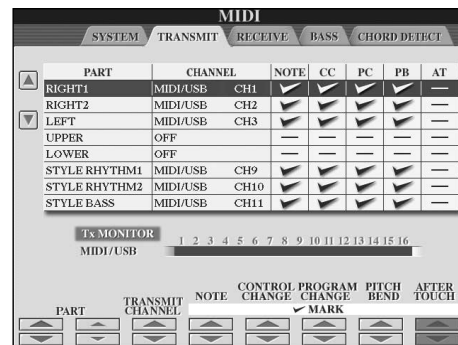 MIDI
SYSTEM TRANSMIT RECEIVE BASS CHORD DETECT
PART CHANNEL NOTE CC PC PB AT
RIGHT1 MIDI/USB CH1
RIGHT2 MIDI/USB CH2
LEFT MIDI/USB CH3
UPPER OFF
LOWER OFF
STYLE RHYTHM1 MIDI/USB CH9
STYLE RHYTHM2 MIDI/USB CH10
STYLE BASS MIDI/USB CH11
Tx MONITOR
1 2 3 4 5 6 7 8 9 10 11 12 13 14 15 16
MIDI/USB
PART
TRANSMIT CHANNEL
NOTE
CONTROL CHANGE
PROGRAM CHANGE
PITCH BEND
AFTER TOUCH
MARK